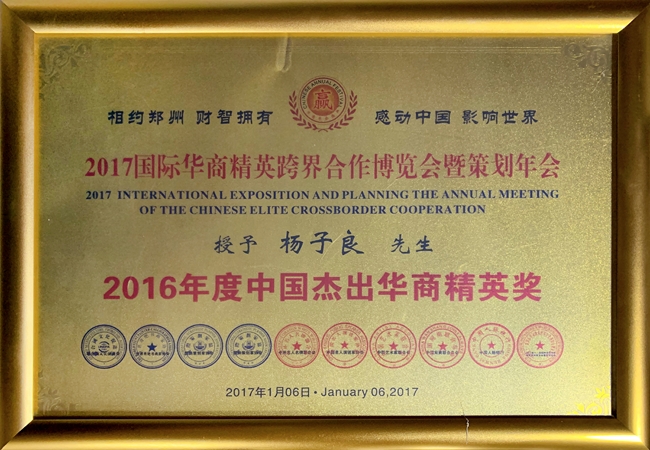 CHINESE ANNUAL FESTIVAL
赢
相约郑州 财智拥有 感动中国 影响世界
2017国际华商精英跨界合作博览会暨策划年会
2017 INTERNATIONAL EXPOSITION AND PLANNING THE ANNUAL MEETING
OF THE CHINESE ELITE CROSSBORDER COOPERATION
授予 杨子良 先生
2016年度中国杰出华商精英奖
2017年1月06日·January 06,2017